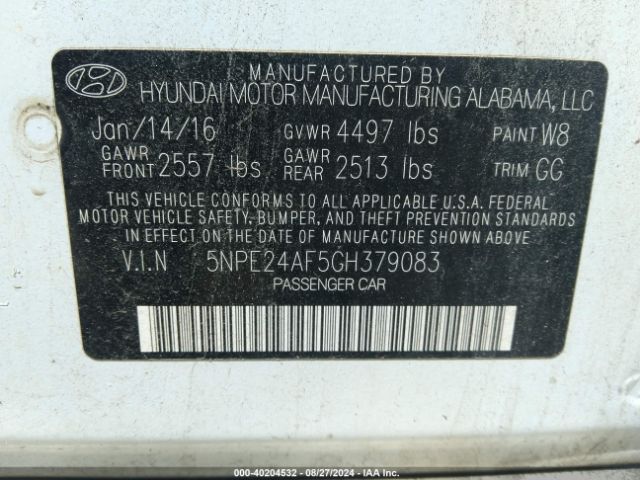 MANUFACTURED BY
HYUNDAI MOTOR MANUFACTURING ALABAMA, LLC
Jan/14/16 GVWR 4497 lbs PAINT W8
GAWR FRONT 2557 lbs GAWR REAR 2513 lbs TRIM GG
THIS VEHICLE CONFORMS TO ALL APPLICABLE U.S.A. FEDERAL
MOTOR VEHICLE SAFETY, BUMPER, AND THEFT PREVENTION STANDARDS
IN EFFECT ON THE DATE OF MANUFACTURE SHOWN ABOVE.
V.I.N 5NPE24AF5GH379083
PASSENGER CAR
000-40204532 - 08/27/2024 - IAA Inc.